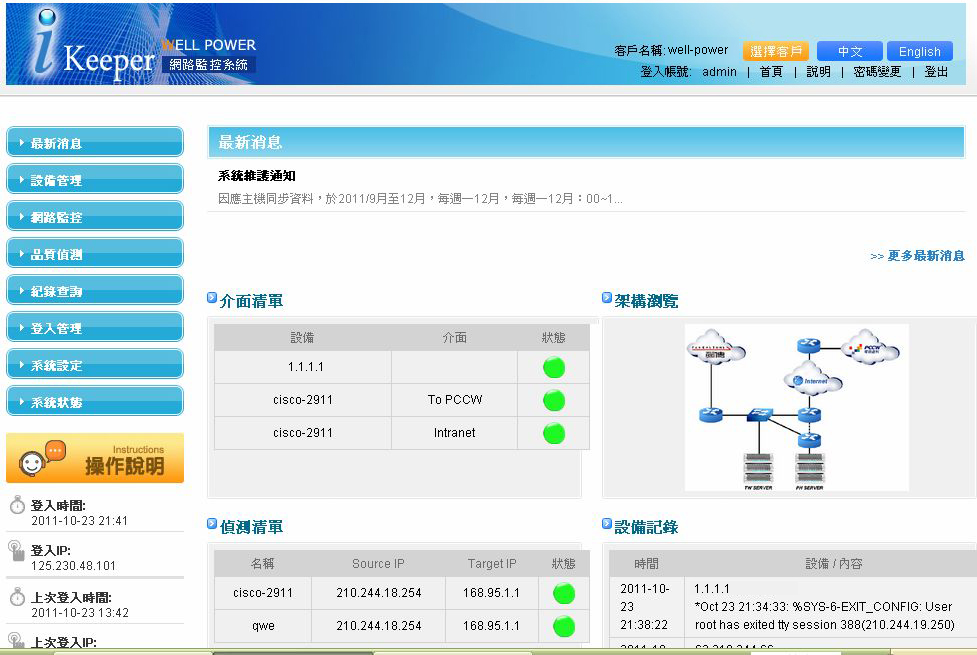 iKeeper
WELL POWER
網路監控系統
客戶名稱: well-power 選擇客戶 中文 English
登入帳號: admin | 首頁 | 說明 | 密碼變更 | 登出
最新消息
設備管理
網路監控
品質偵測
紀錄查詢
登入管理
系統設定
系統狀態
Instructions
操作說明
登入時間:
2011-10-23 21:41
登入IP:
125.230.48.101
上次登入時間:
2011-10-23 13:42
上次登入IP:
最新消息
系統維護通知
因應主機同步資料，於2011/9月至12月，每週一12月，每週一12月：00~1...
>> 更多最新消息
介面清單
設備 介面 狀態
1.1.1.1
cisco-2911 To PCCW
cisco-2911 Intranet
架構瀏覽
PCCW
Internet
TW SERVER
PH SERVER
偵測清單
名稱 Source IP Target IP 狀態
cisco-2911 210.244.18.254 168.95.1.1
qwe 210.244.18.254 168.95.1.1
設備記錄
時間 設備 / 內容
2011-10-23 21:38:22
1.1.1.1
*Oct 23 21:34:33: %SYS-6-EXIT_CONFIG: User
root has exited tty session 388(210.244.19.250)